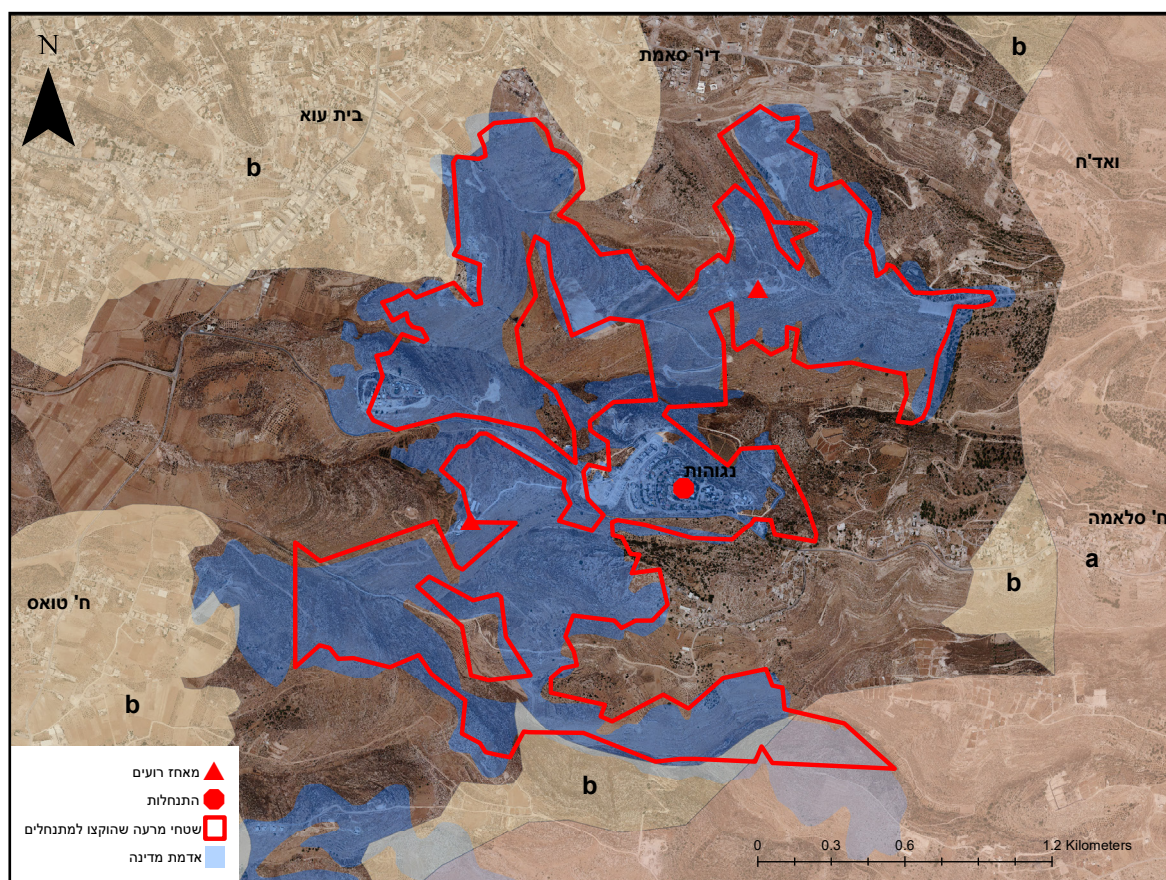 N
דיר סאמת
b
בית עוא
ואד'ח
b
נגוהות
ח' סלאמה
a
b
ח' טואס
b
b
מאחז רועים
התנחלות
שטחי מרעה שהוקצו למתנחלים
אדמת מדינה
0 0.3 0.6 1.2 Kilometers